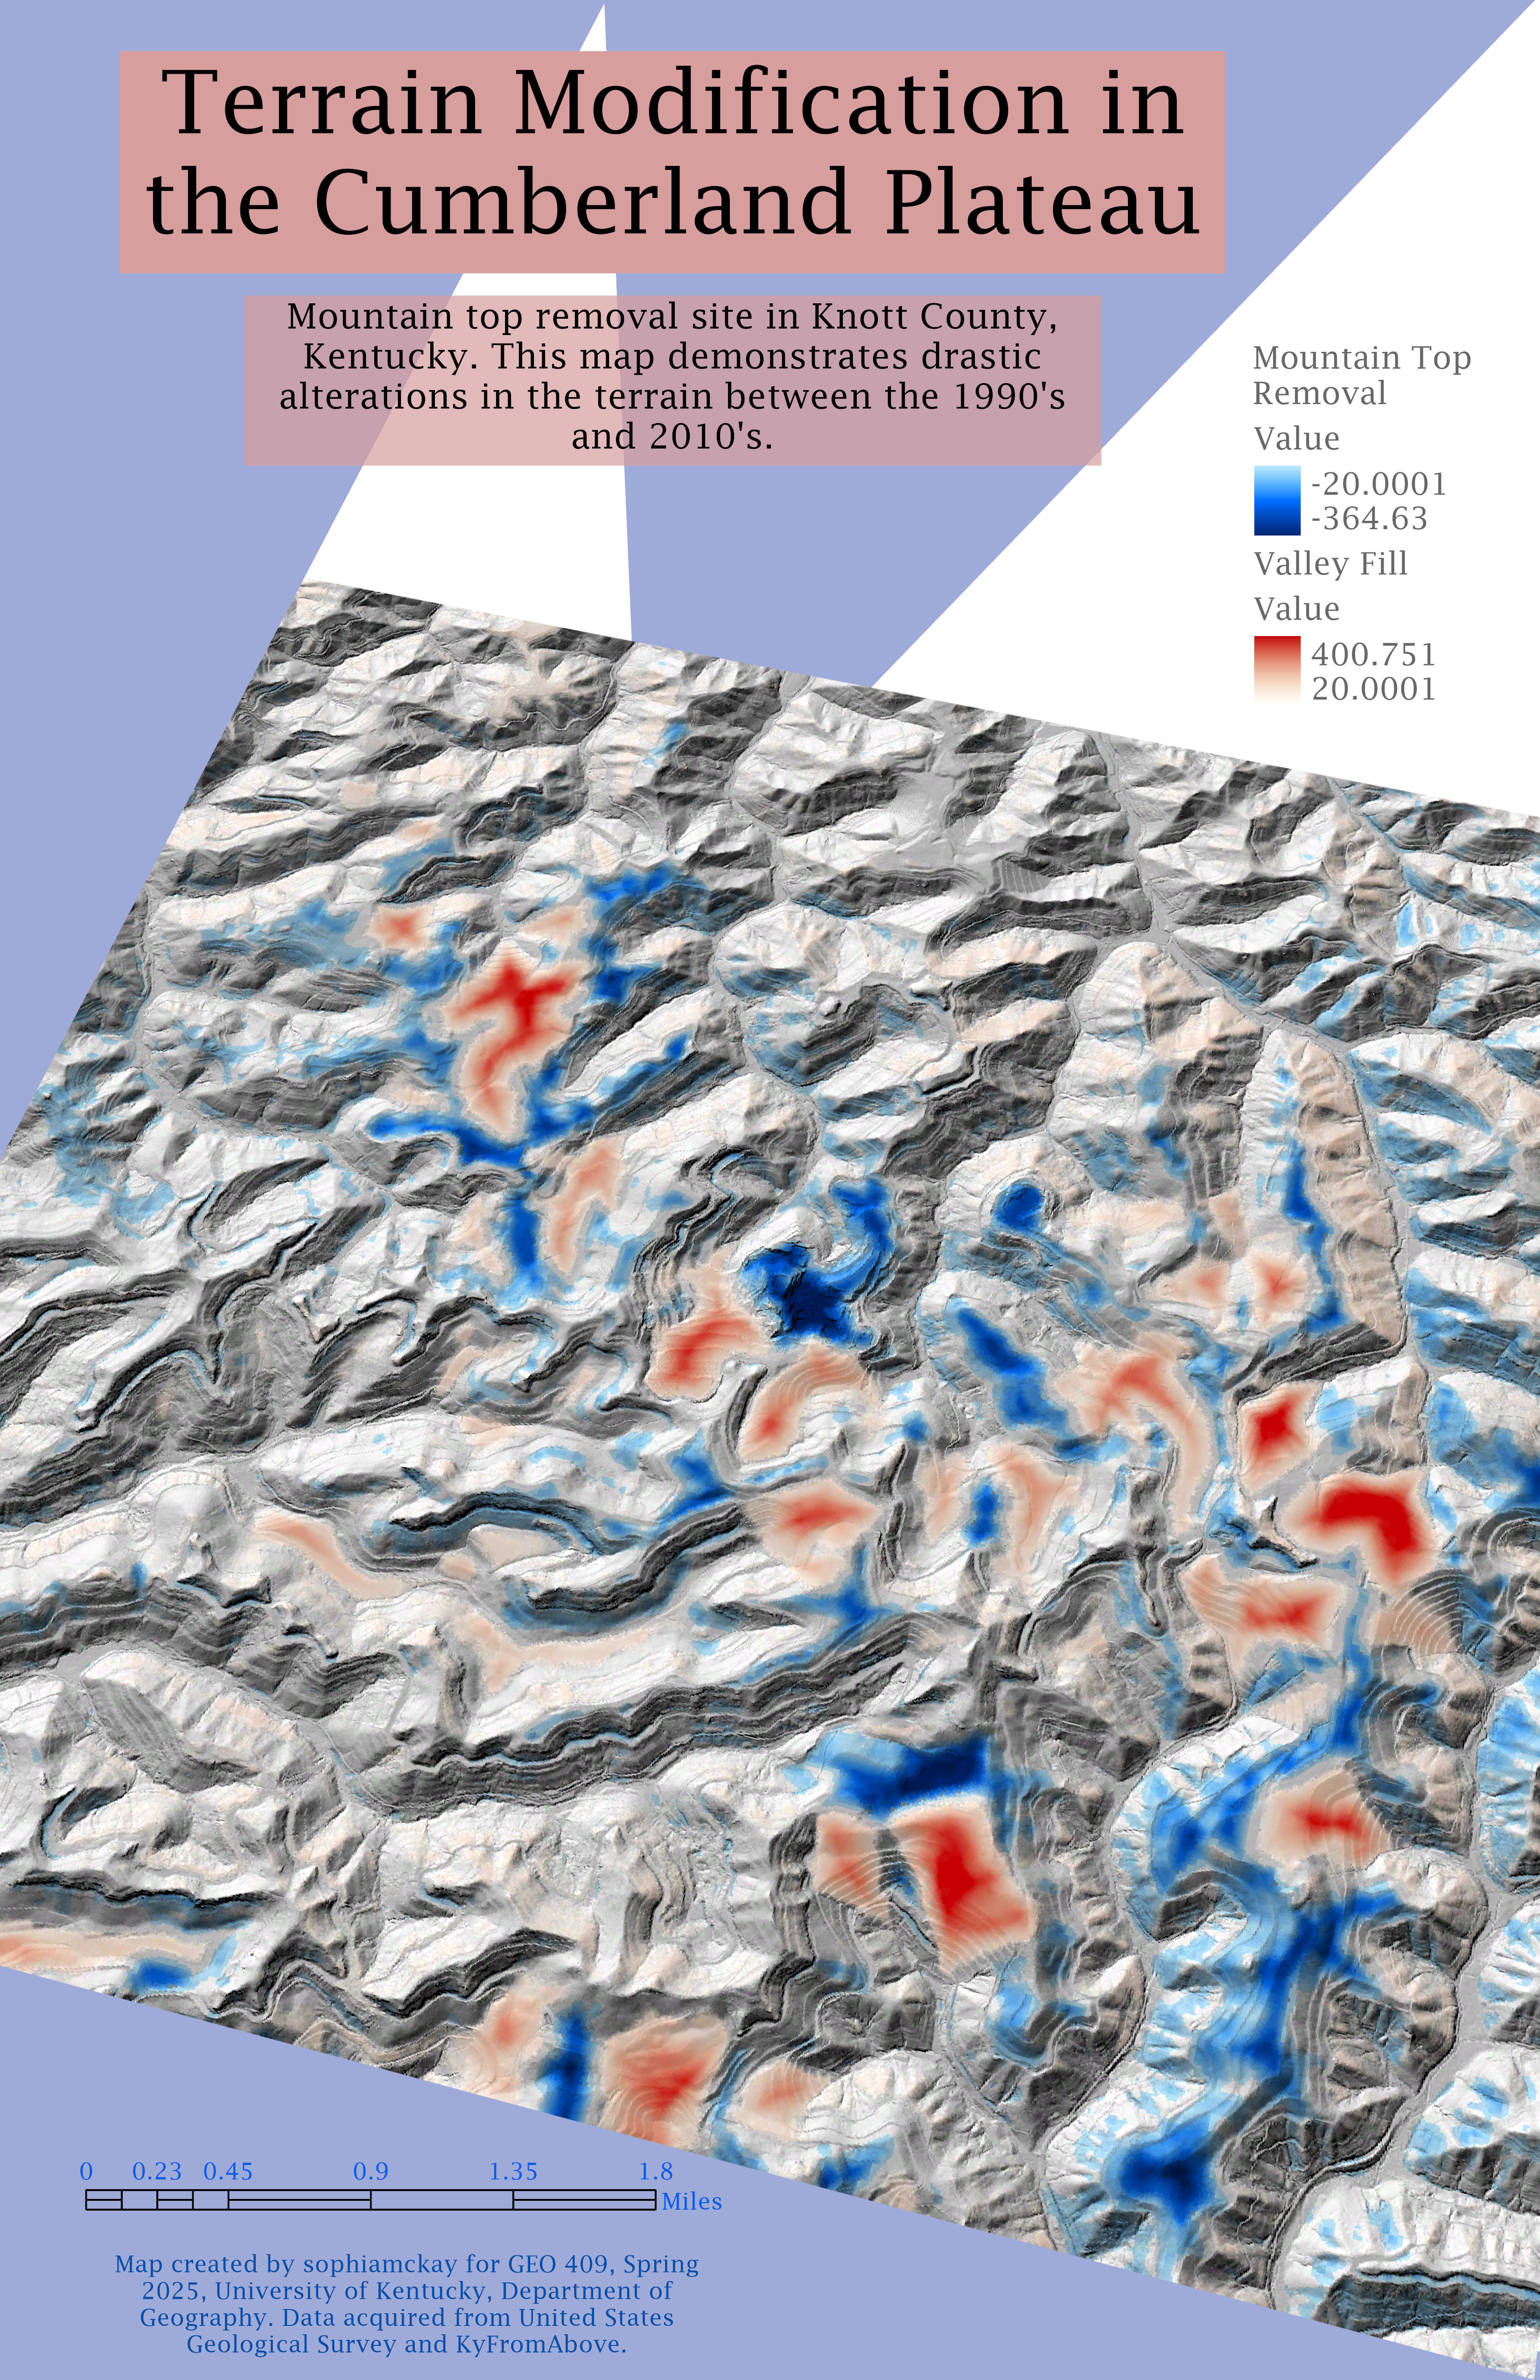 Terrain Modification in
the Cumberland Plateau
Mountain top removal site in Knott County,
Kentucky. This map demonstrates drastic
alterations in the terrain between the 1990's
and 2010's.
Mountain Top
Removal
Value
-20.0001
-364.63
Valley Fill
Value
400.751
20.0001
0 0.23 0.45 0.9 1.35 1.8
Miles
Map created by sophiamckay for GEO 409, Spring
2025, University of Kentucky, Department of
Geography. Data acquired from United States
Geological Survey and KyFromAbove.